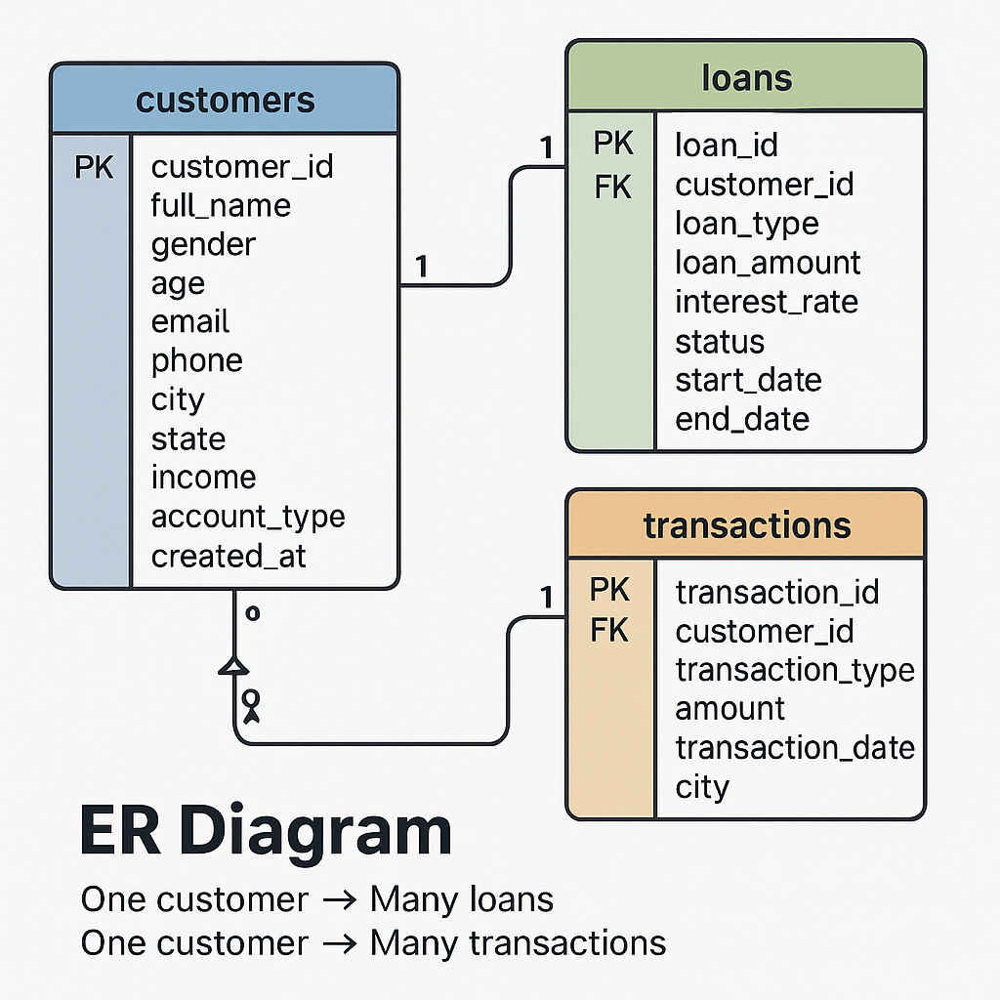 customers
PK
customer_id
full_name
gender
age
email
phone
city
state
income
account_type
created_at
1
1
loans
PK loan_id
FK customer_id
loan_type
loan_amount
interest_rate
status
start_date
end_date
1
transactions
PK transaction_id
FK customer_id
transaction_type
amount
transaction_date
city
ER Diagram
One customer → Many loans
One customer → Many transactions